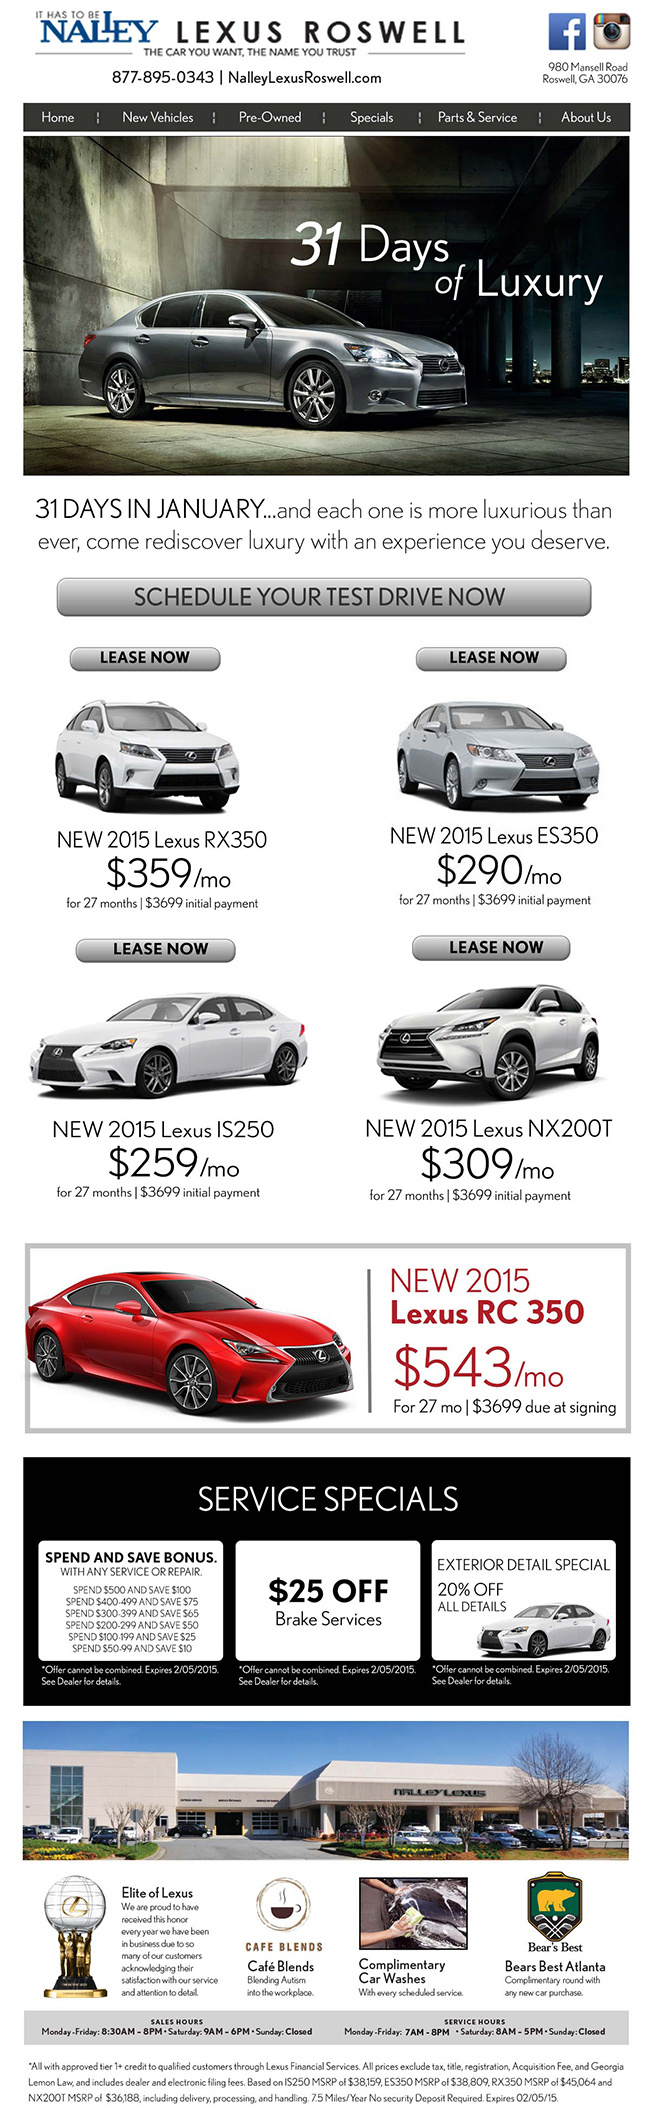 IT HAS TO BE
NALLEY LEXUS ROSWELL
THE CAR YOU WANT, THE NAME YOU TRUST
877-895-0343 | NalleyLexusRoswell.com
980 Mansell Road
Roswell, GA 30076
Home ¦ New Vehicles ¦ Pre-Owned ¦ Specials ¦ Parts & Service ¦ About Us
31 Days
of Luxury
31 DAYS IN JANUARY...and each one is more luxurious than
ever, come rediscover luxury with an experience you deserve.
SCHEDULE YOUR TEST DRIVE NOW
LEASE NOW
NEW 2015 Lexus RX350
$359/mo
for 27 months | $3699 initial payment
LEASE NOW
NEW 2015 Lexus ES350
$290/mo
for 27 months | $3699 initial payment
LEASE NOW
NEW 2015 Lexus IS250
$259/mo
for 27 months | $3699 initial payment
LEASE NOW
NEW 2015 Lexus NX200T
$309/mo
for 27 months | $3699 initial payment
NEW 2015
Lexus RC 350
$543/mo
For 27 mo | $3699 due at signing
SERVICE SPECIALS
SPEND AND SAVE BONUS.
WITH ANY SERVICE OR REPAIR.
SPEND $500 AND SAVE $100
SPEND $400-499 AND SAVE $75
SPEND $300-399 AND SAVE $65
SPEND $200-299 AND SAVE $50
SPEND $100-199 AND SAVE $25
SPEND $50-99 AND SAVE $10
*Offer cannot be combined. Expires 2/05/2015.
See Dealer for details.
$25 OFF
Brake Services
*Offer cannot be combined. Expires 2/05/2015.
See Dealer for details.
EXTERIOR DETAIL SPECIAL
20% OFF
ALL DETAILS
*Offer cannot be combined. Expires 2/05/2015.
See Dealer for details.
NALLEY LEXUS
Elite of Lexus
We are proud to have
received this honor
every year we have been
in business due to so
many of our customers
acknowledging their
satisfaction with our service
and attention to detail.
CAFE BLENDS
Café Blends
Blending Autism
into the workplace.
Complimentary
Car Washes
With every scheduled service.
Bear's Best
Bears Best Atlanta
Complimentary round with
any new car purchase.
SALES HOURS
Monday-Friday: 8:30AM - 8PM • Saturday: 9AM - 6PM • Sunday: Closed
SERVICE HOURS
Monday-Friday: 7AM - 8PM • Saturday: 8AM - 5PM • Sunday: Closed
*All with approved tier 1+ credit to qualified customers through Lexus Financial Services. All prices exclude tax, title, registration, Acquisition Fee, and Georgia
Lemon Law, and includes dealer and electronic filing fees. Based on IS250 MSRP of $38,159, ES350 MSRP of $38,809, RX350 MSRP of $45,064 and
NX200T MSRP of $36,188, including delivery, processing, and handling. 7.5 Miles/Year No security Deposit Required. Expires 02/05/15.